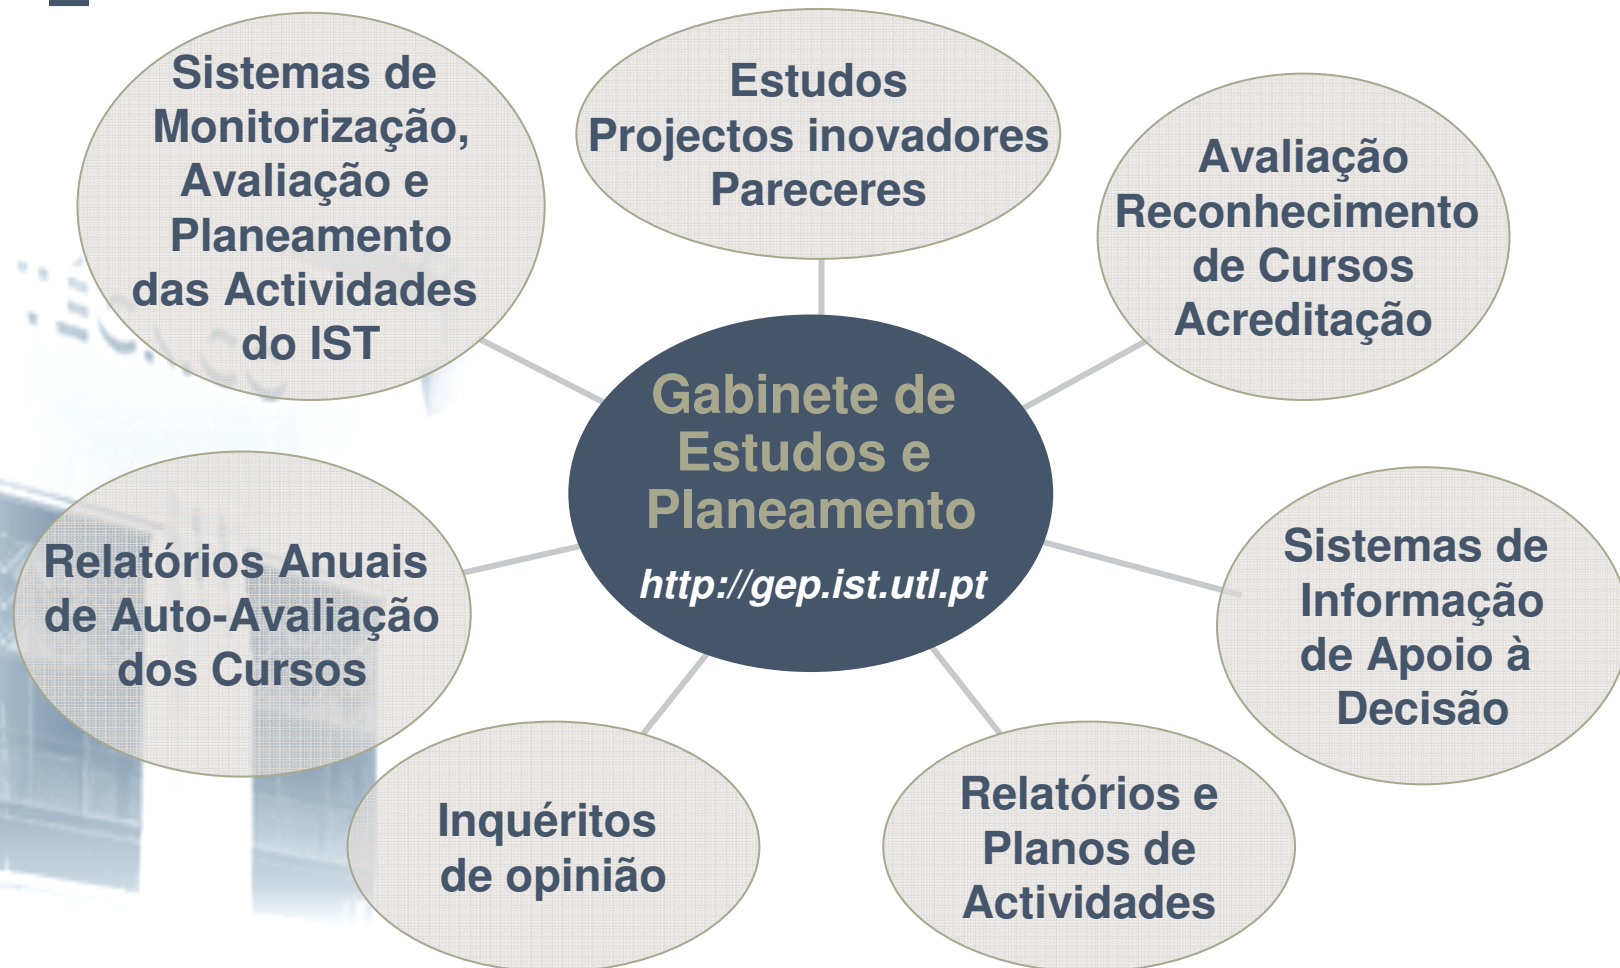 Sistemas de
Monitorização,
Avaliação e
Planeamento
das Actividades
do IST
Estudos
Projectos inovadores
Pareceres
Avaliação
Reconhecimento
de Cursos
Acreditação
Gabinete de
Estudos e
Planeamento
http://gep.ist.utl.pt
Relatórios Anuais
de Auto-Avaliação
dos Cursos
Sistemas de
Informação
de Apoio à
Decisão
Inquéritos
de opinião
Relatórios e
Planos de
Actividades